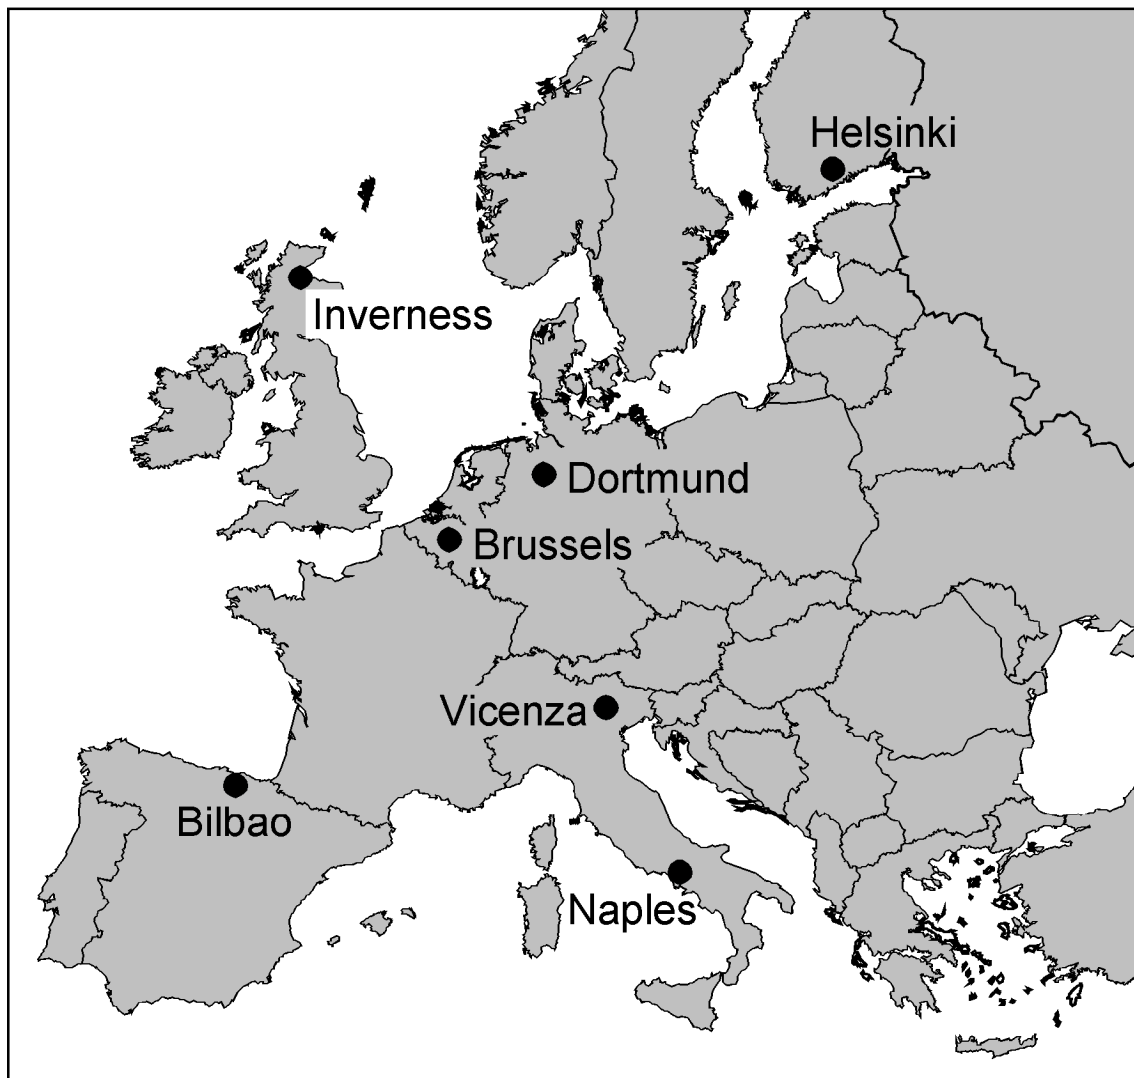 Helsinki
Inverness
Dortmund
Brussels
Vicenza
Bilbao
Naples